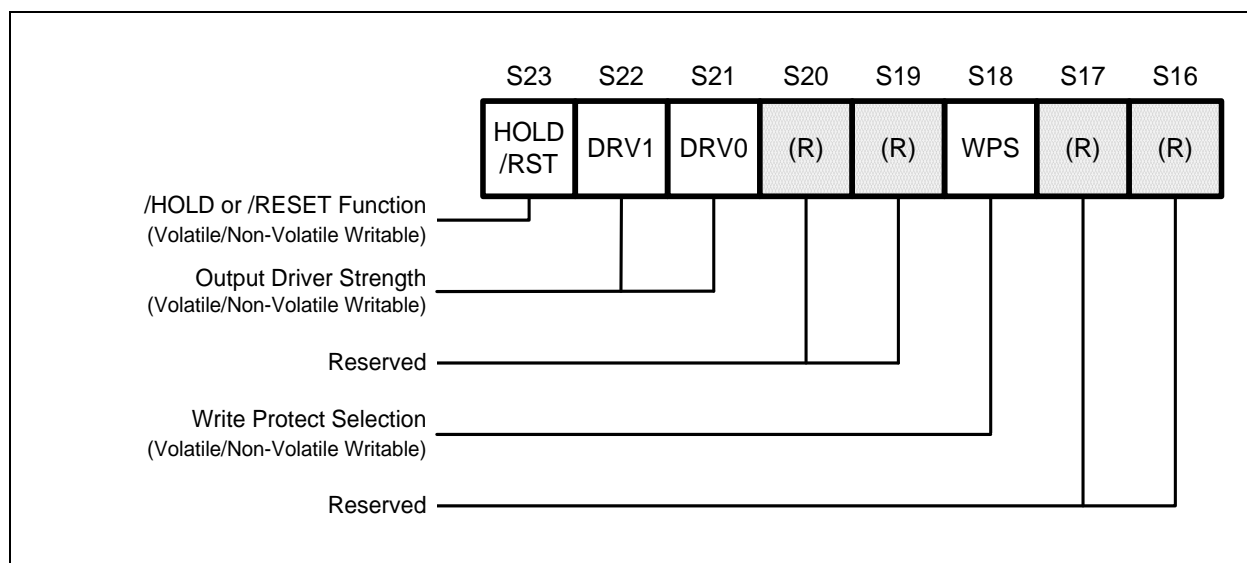 S23 S22 S21 S20 S19 S18 S17 S16
HOLD
/RST
DRV1 DRV0 (R) (R) WPS (R) (R)
/HOLD or /RESET Function
(Volatile/Non-Volatile Writable)
Output Driver Strength
(Volatile/Non-Volatile Writable)
Reserved
Write Protect Selection
(Volatile/Non-Volatile Writable)
Reserved